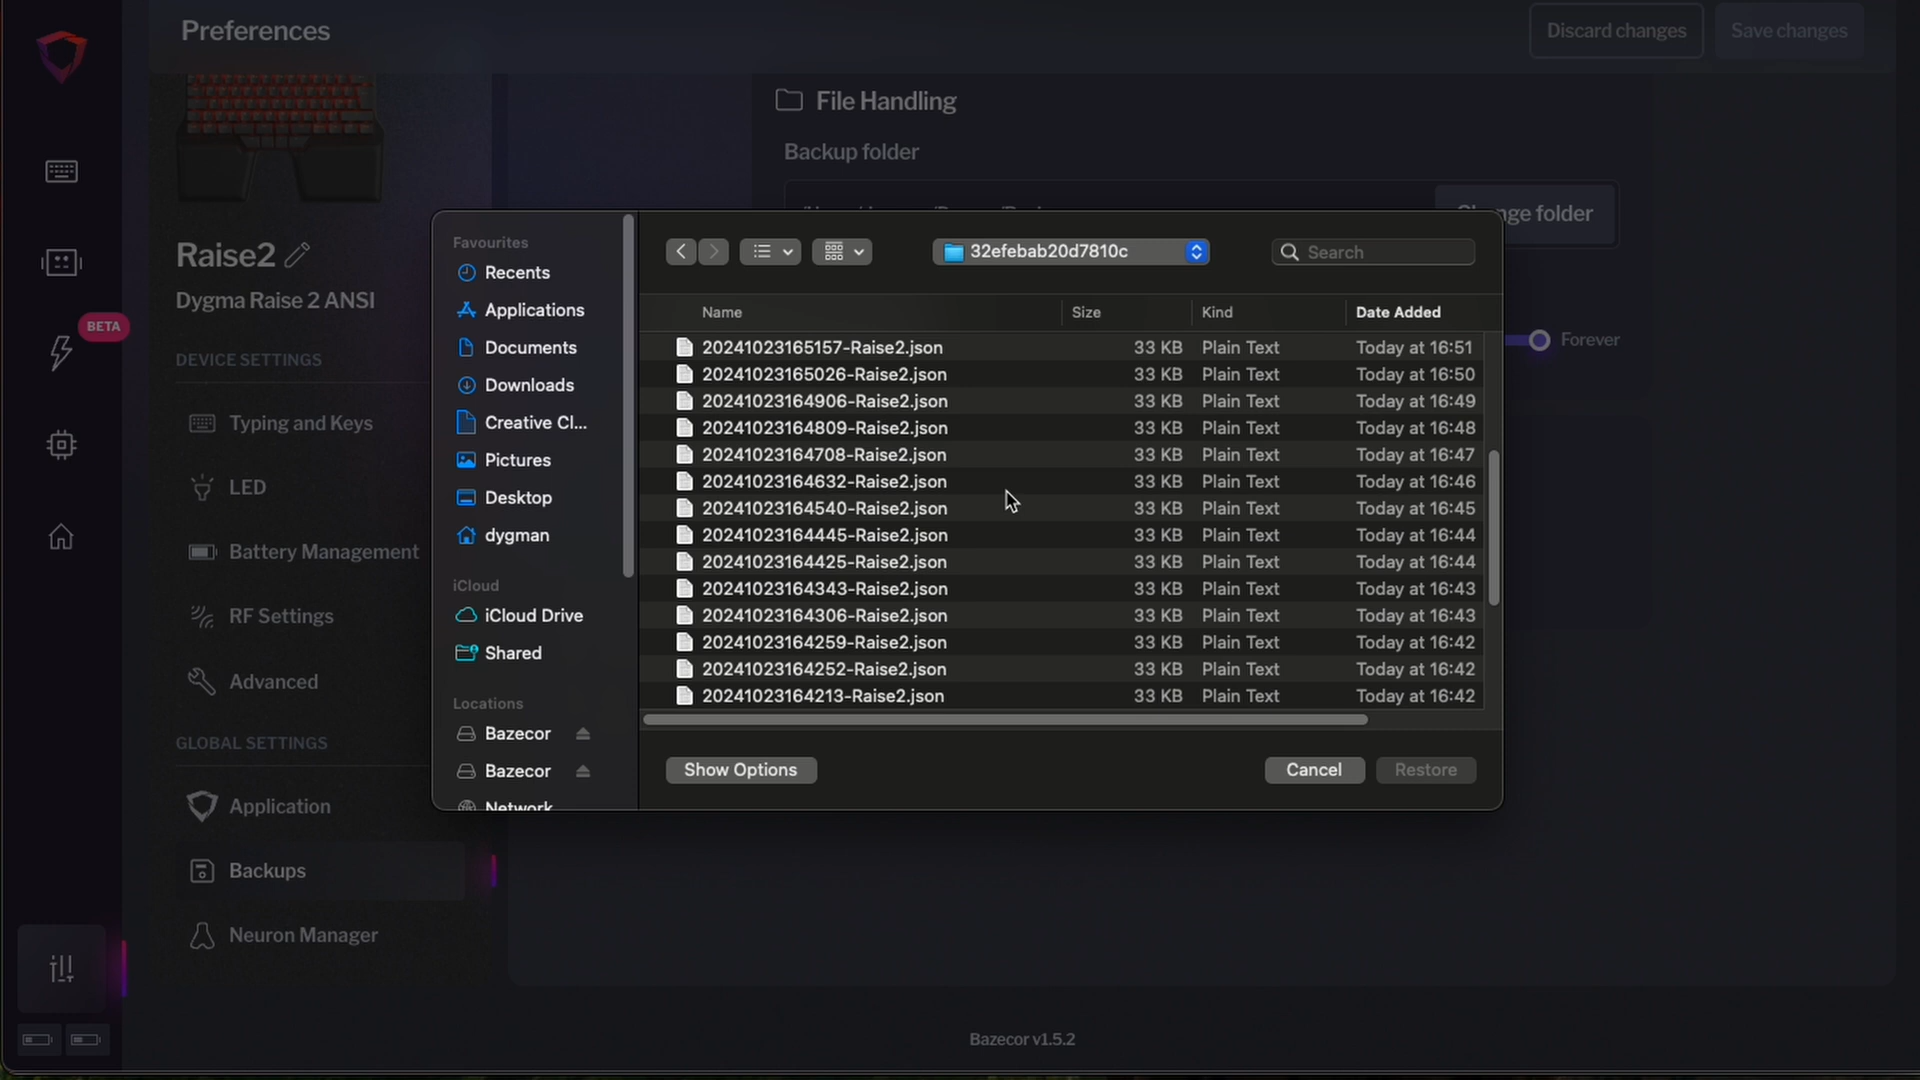 Preferences
Discard changes
Save changes
File Handling
Backup folder
folder
BETA
Raise2
Dygma Raise 2 ANSI
DEVICE SETTINGS
Typing and Keys
LED
Battery Management
RF Settings
Advanced
GLOBAL SETTINGS
Application
Backups
Neuron Manager
Forever
Favourites
Recents
Applications
Documents
Downloads
Creative Cl...
Pictures
Desktop
dygman
iCloud
iCloud Drive
Shared
Locations
Bazecor
Bazecor
Network
32efebab20d7810c
Search
Name Size Kind Date Added
20241023165157-Raise2.json 33 KB Plain Text Today at 16:51
20241023165026-Raise2.json 33 KB Plain Text Today at 16:50
20241023164906-Raise2.json 33 KB Plain Text Today at 16:49
20241023164809-Raise2.json 33 KB Plain Text Today at 16:48
20241023164708-Raise2.json 33 KB Plain Text Today at 16:47
20241023164632-Raise2.json 33 KB Plain Text Today at 16:46
20241023164540-Raise2.json 33 KB Plain Text Today at 16:45
20241023164445-Raise2.json 33 KB Plain Text Today at 16:44
20241023164425-Raise2.json 33 KB Plain Text Today at 16:44
20241023164343-Raise2.json 33 KB Plain Text Today at 16:43
20241023164306-Raise2.json 33 KB Plain Text Today at 16:43
20241023164259-Raise2.json 33 KB Plain Text Today at 16:42
20241023164252-Raise2.json 33 KB Plain Text Today at 16:42
20241023164213-Raise2.json 33 KB Plain Text Today at 16:42
Show Options
Cancel
Restore
Bazecor v1.5.2